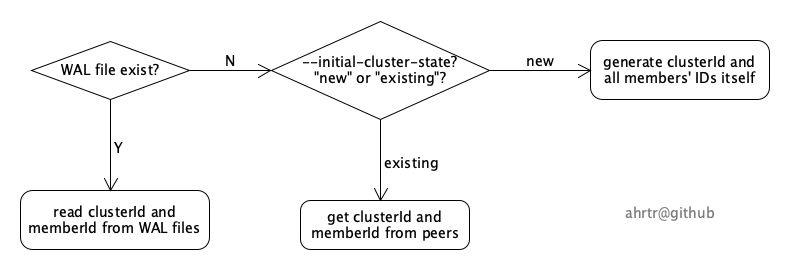 WAL file exist?
N
--initial-cluster-state?
"new" or "existing"?
new
generate clusterId and
all members' IDs itself
Y
existing
read clusterId and
memberId from WAL files
get clusterId and
memberId from peers
ahrtr@github